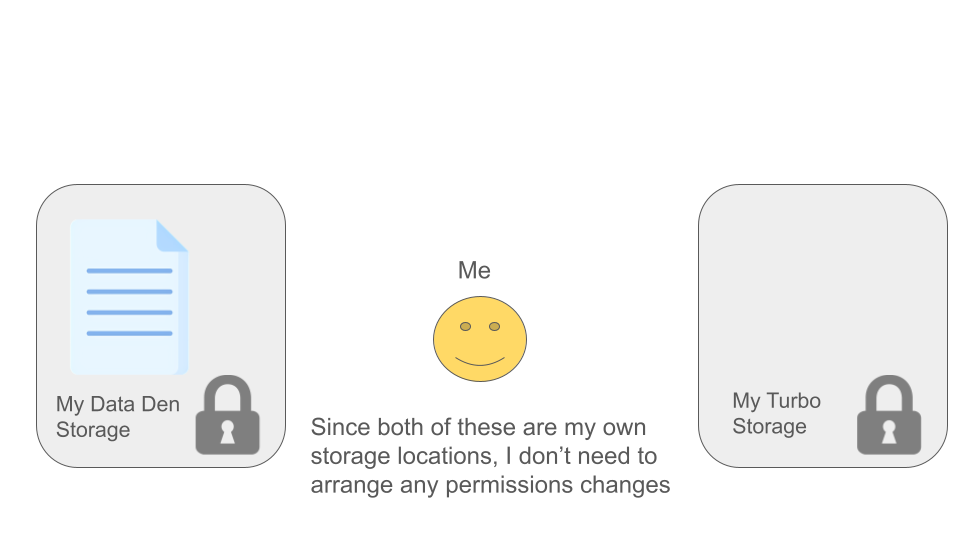 Me
My Data Den
Storage
My Turbo
Storage
Since both of these are my own
storage locations, I don’t need to
arrange any permissions changes